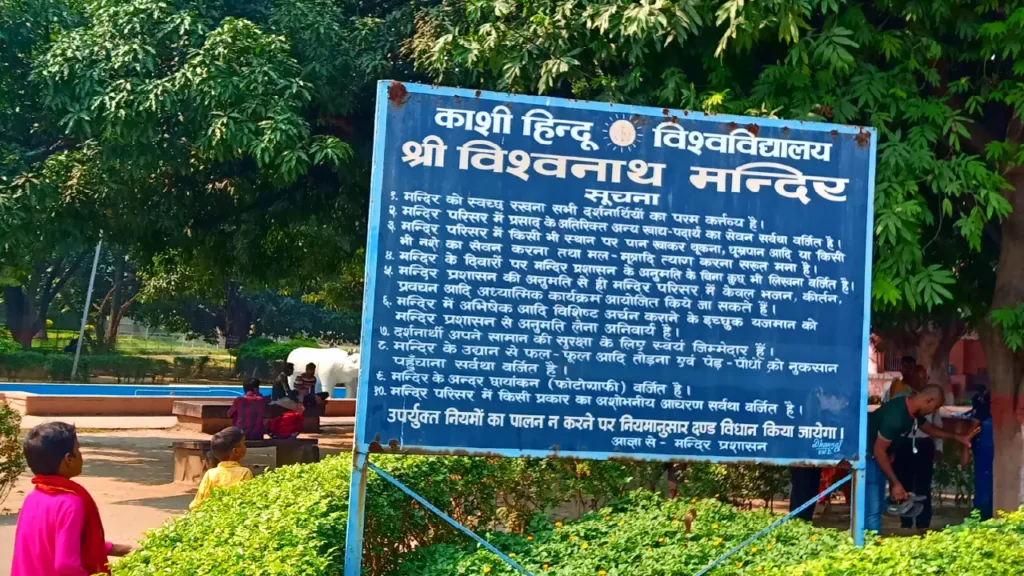 काशी हिन्दू विश्वविद्यालय
श्री विश्वनाथ मन्दिर
सूचना
१. मन्दिर को स्वच्छ रखना सभी दर्शनार्थियों का परम कर्त्तव्य है।
२. मन्दिर परिसर में प्रसाद के अतिरिक्त अन्य खाद्य-पदार्थ का सेवन सर्वथा वर्जित है।
३. मन्दिर परिसर में किसी भी स्थान पर पान खाकर थूकना, धूम्रपान आदि या किसी
भी नशे का सेवन करना तथा मल-मूत्रादि त्याग करना सख्त मना है।
४. मन्दिर के दिवारों पर मन्दिर प्रशासन के अनुमति के बिना कुछ भी लिखना वर्जित है।
५. मन्दिर प्रशासन की अनुमति से ही मन्दिर परिसर में केवल भजन, कीर्तन,
प्रवचन आदि अध्यात्मिक कार्यक्रम आयोजित किये जा सकते हैं।
६. मन्दिर में अभिषेक आदि विशिष्ट अर्चन कराने के इच्छुक यजमान को
मन्दिर प्रशासन से अनुमति लेना अनिवार्य है।
७. दर्शनार्थी अपने सामान की सुरक्षा के लिए स्वयं जिम्मेदार हैं।
८. मन्दिर के उद्यान से फल-फूल आदि तोड़ना एवं पेड़-पौधों को नुकसान
पहुँचाना सर्वथा वर्जित है।
९. मन्दिर के अन्दर छायांकन (फोटोग्राफी) वर्जित है।
१०. मन्दिर परिसर में किसी प्रकार का अशोभनीय आचरण सर्वथा वर्जित है।
उपर्युक्त नियमों का पालन न करने पर नियमानुसार दण्ड विधान किया जायेगा।
आज्ञा से - मन्दिर प्रशासन